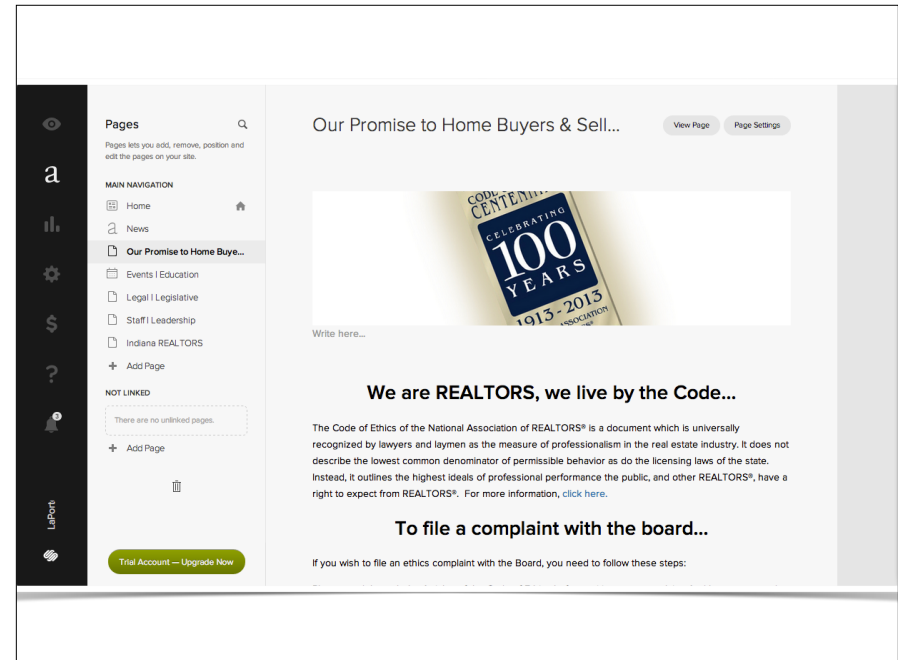 Pages
Pages lets you add, remove, position and
edit the pages on your site.
MAIN NAVIGATION
Home
a News
Our Promise to Home Buye...
Events | Education
Legal | Legislative
Staff | Leadership
Indiana REALTORS
+ Add Page
NOT LINKED
There are no unlinked pages.
+ Add Page
Trial Account — Upgrade Now
a
$
?
3
LaPort
Our Promise to Home Buyers & Sell...
View Page
Page Settings
CENTENNI
CELEBRATING
100
YEARS
1913 - 2013
ASSOCIATION
Write here...
We are REALTORS, we live by the Code...
The Code of Ethics of the National Association of REALTORS® is a document which is universally
recognized by lawyers and laymen as the measure of professionalism in the real estate industry. It does not
describe the lowest common denominator of permissible behavior as do the licensing laws of the state.
Instead, it outlines the highest ideals of professional performance the public, and other REALTORS®, have a
right to expect from REALTORS®. For more information, click here.
To file a complaint with the board...
If you wish to file an ethics complaint with the Board, you need to follow these steps: